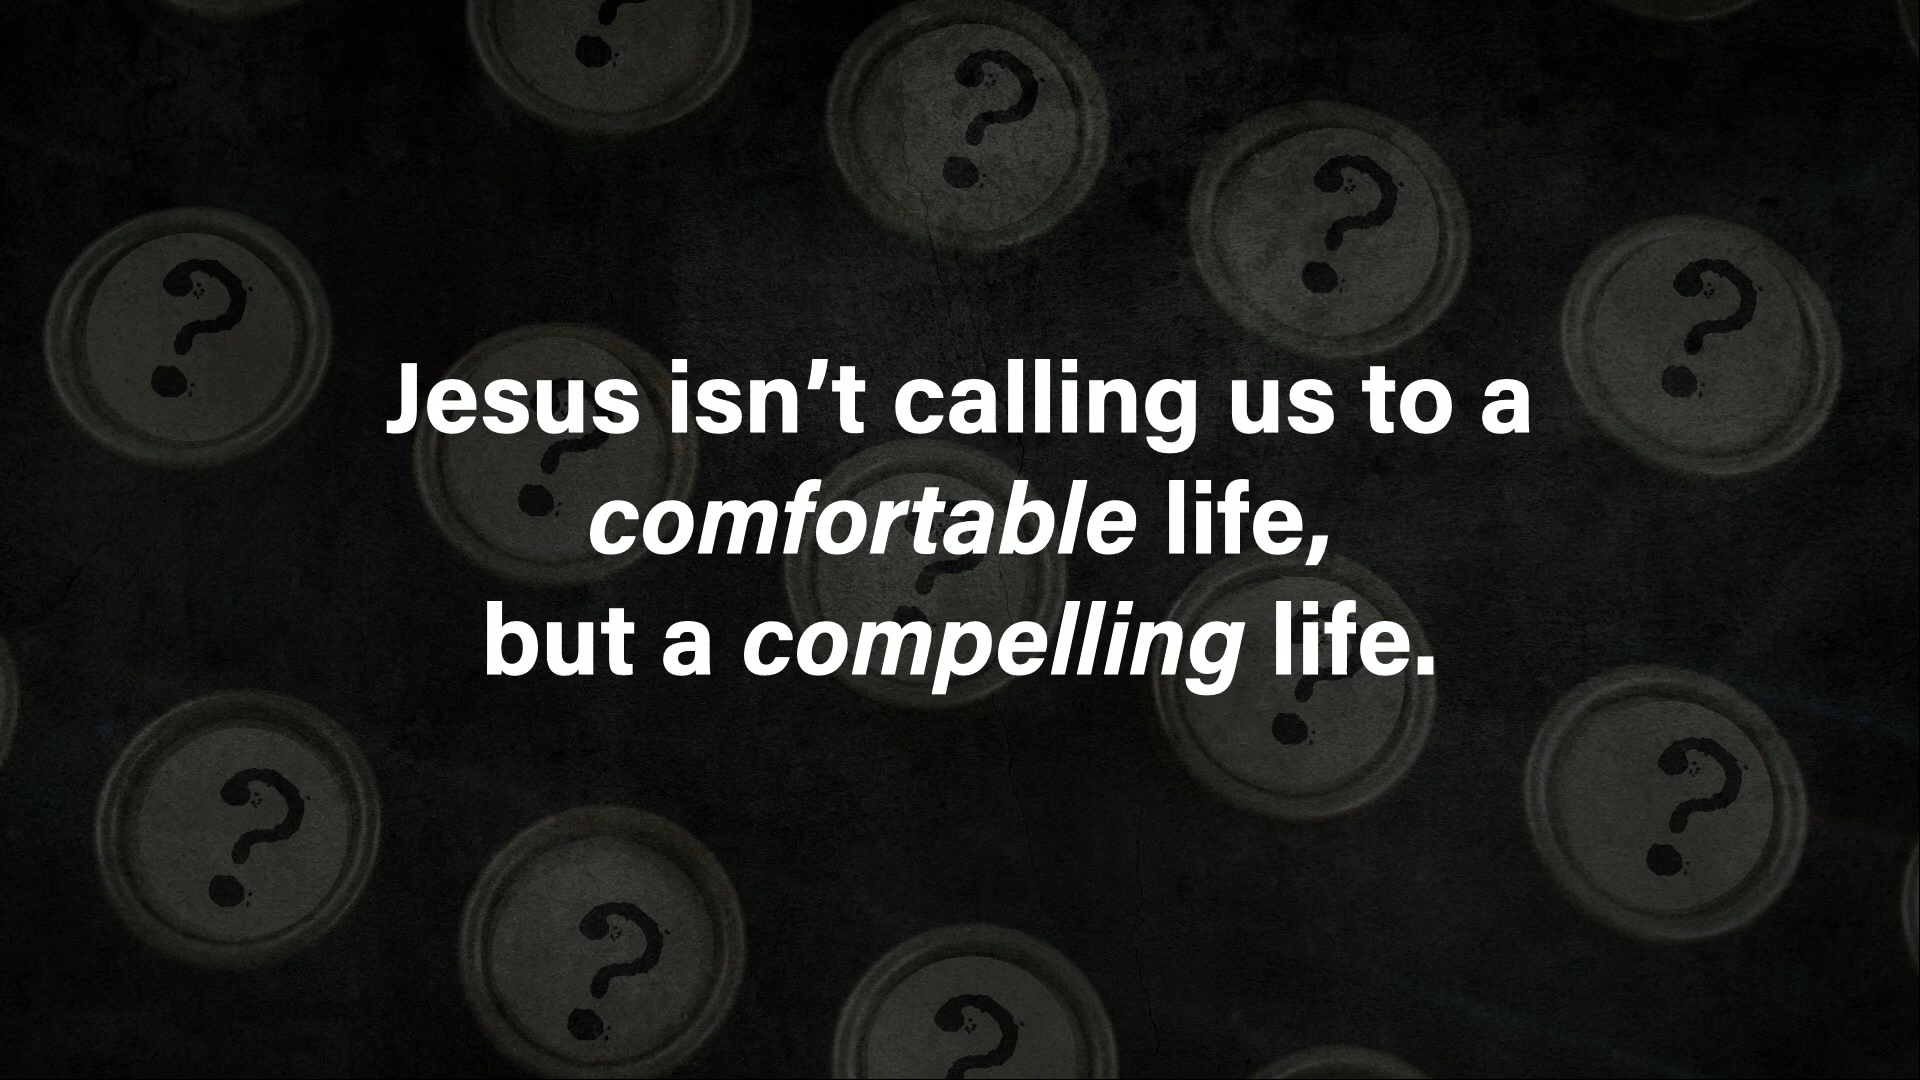 Jesus isn’t calling us to a
comfortable life,
but a compelling life.